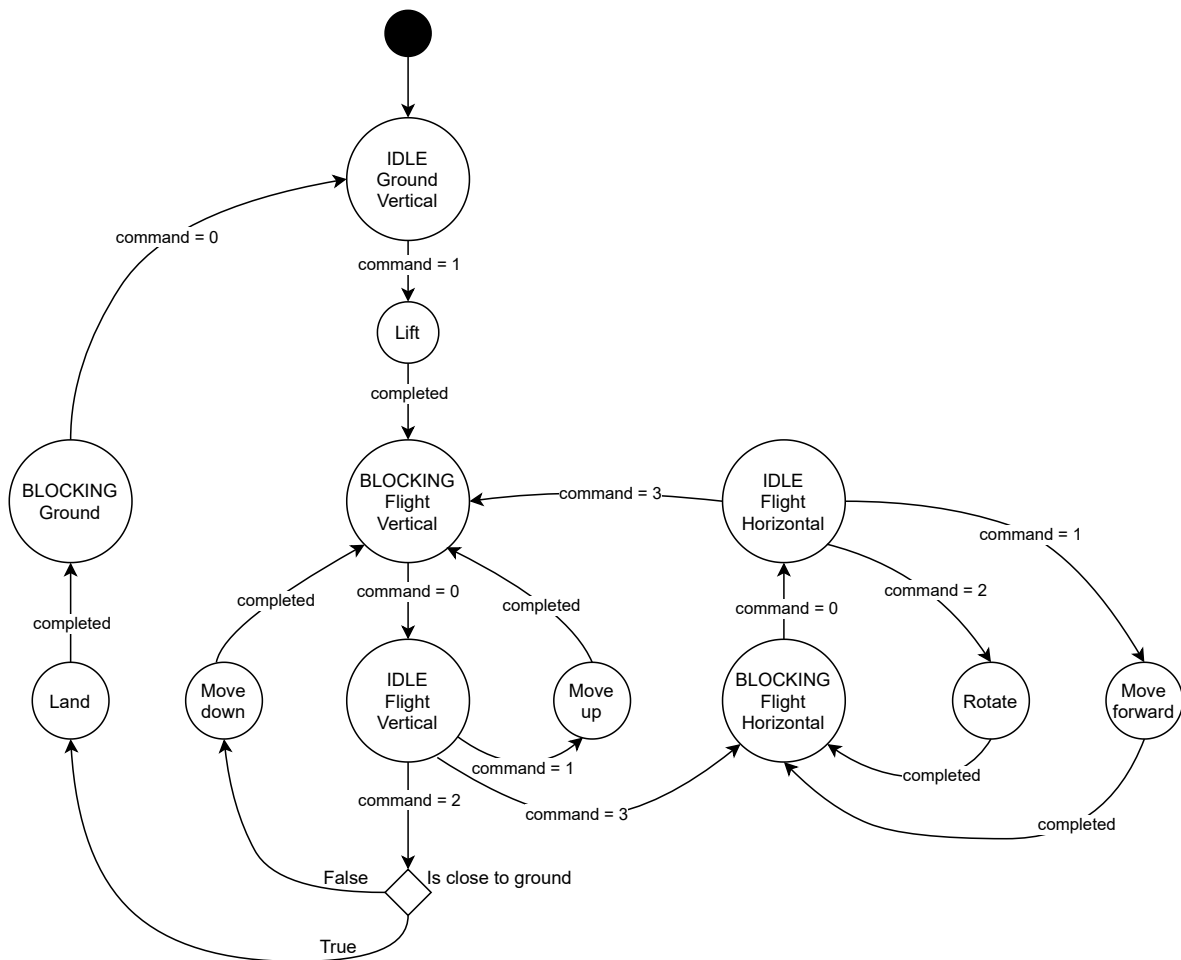 IDLE
Ground
Vertical
command = 0
command = 1
Lift
completed
BLOCKING
Ground
BLOCKING
Flight
Vertical
command = 3
IDLE
Flight
Horizontal
command = 1
completed
command = 0
completed
command = 0
command = 2
completed
Land
Move
down
IDLE
Flight
Vertical
Move
up
BLOCKING
Flight
Horizontal
Rotate
Move
forward
command = 1
completed
command = 2
command = 3
completed
False
Is close to ground
True